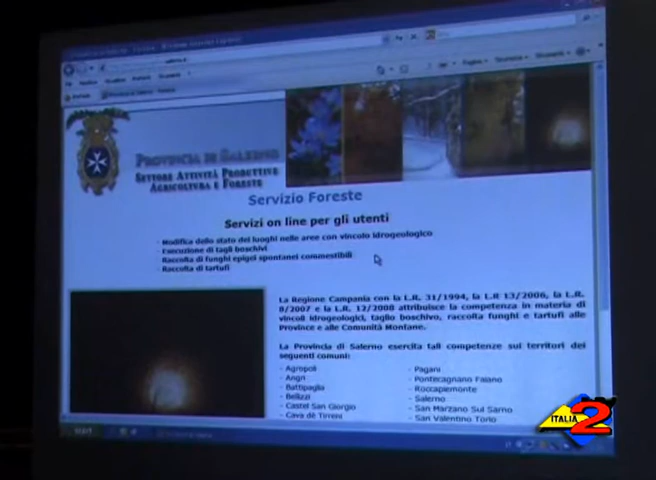 Provincia di Salerno
Settore Attività Produttive
Agricoltura e Foreste
Servizio Foreste
Servizi on line per gli utenti
- Modifica dello stato dei luoghi nelle aree con vincolo idrogeologico
- Esecuzione di tagli boschivi
- Raccolta di funghi epigei spontanei commestibili
- Raccolta di tartufi
La Regione Campania con la L.R. 31/1994, la L.R 13/2006, la L.R.
8/2007 e la L.R. 12/2008 attribuisce la competenza in materia di
vincoli idrogeologici, taglio boschivo, raccolta funghi e tartufi alle
Province e alle Comunità Montane.
La Provincia di Salerno esercita tali competenze sui territori dei
seguenti comuni:
- Agropoli
- Angri
- Battipaglia
- Bellizzi
- Castel San Giorgio
- Cava de Tirreni
- Pagani
- Pontecagnano Faiano
- Roccapiemonte
- Salerno
- San Marzano Sul Sarno
- San Valentino Torio
ITALIA 2